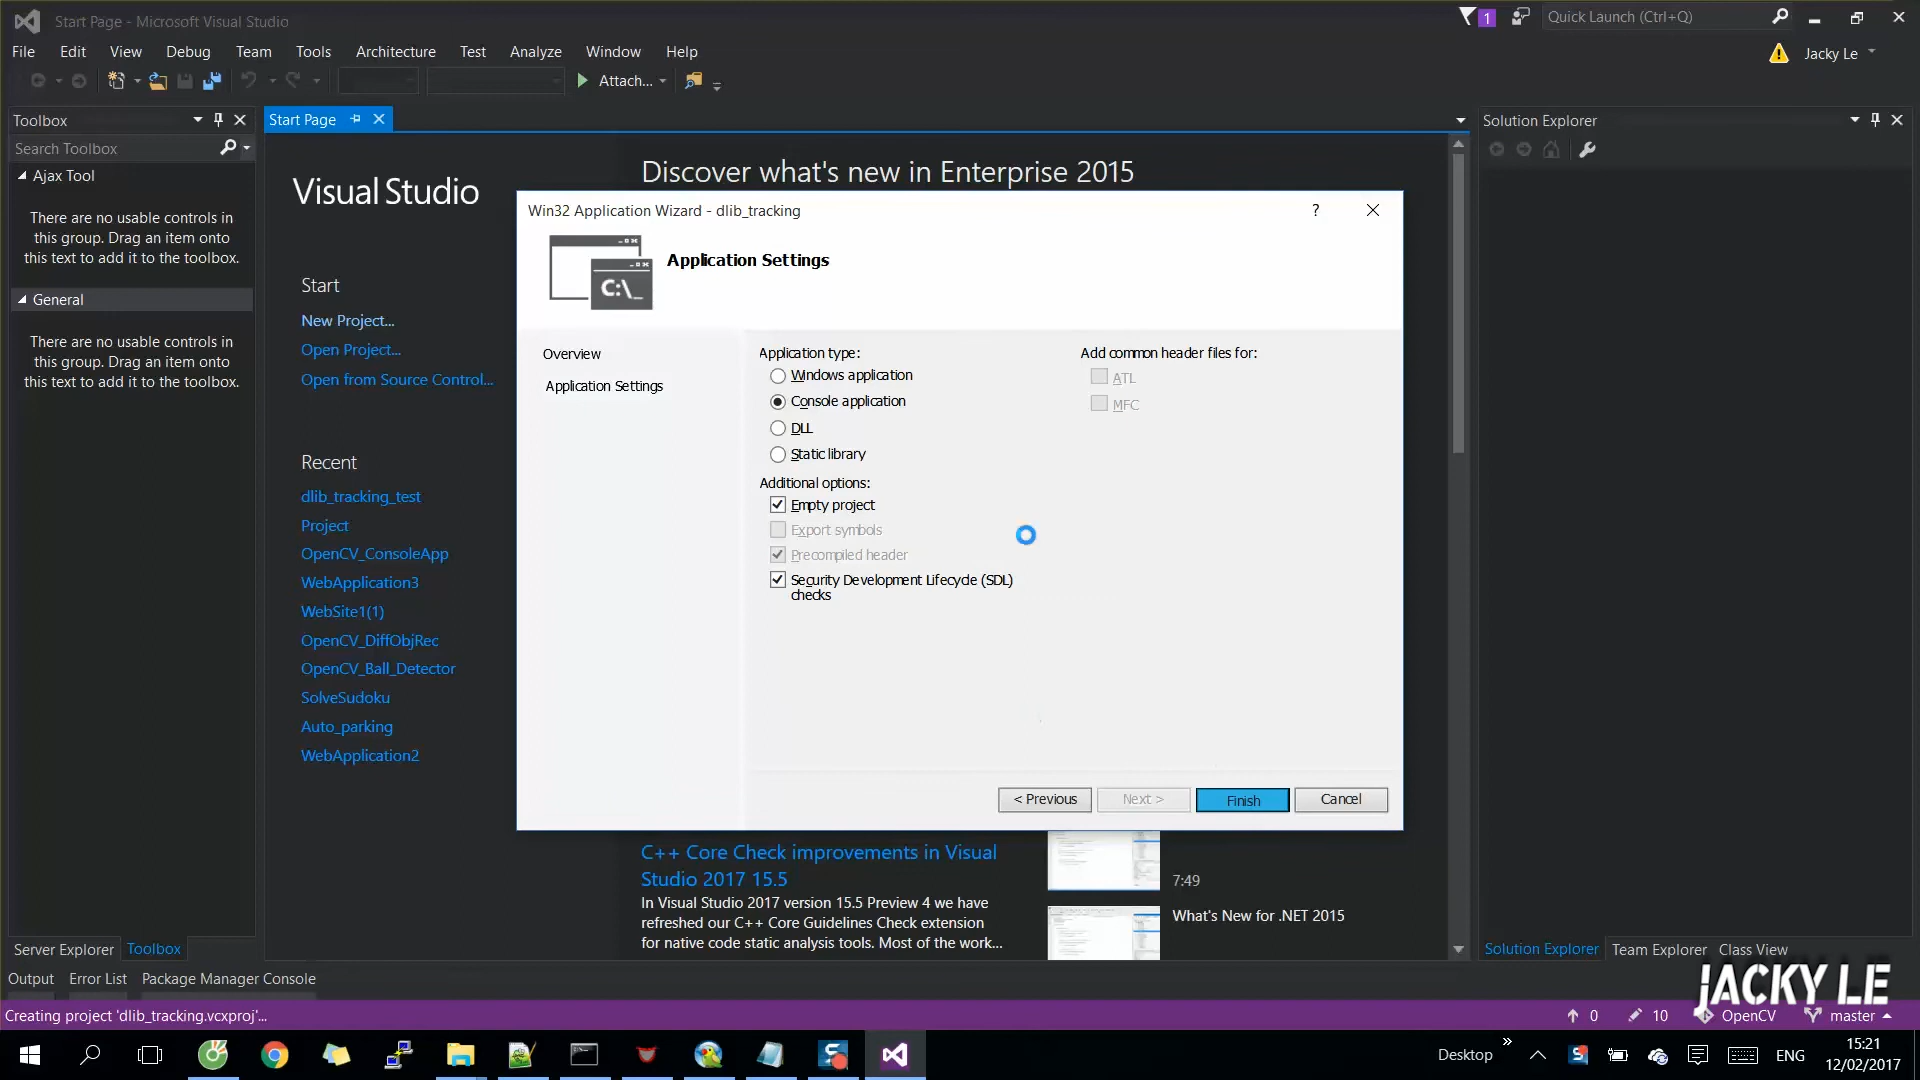 Start Page - Microsoft Visual Studio
1
Quick Launch (Ctrl+Q)
File Edit View Debug Team Tools Architecture Test Analyze Window Help
Jacky Le
Attach...
Toolbox
Start Page
Solution Explorer
Search Toolbox
Ajax Tool
There are no usable controls in
this group. Drag an item onto
this text to add it to the toolbox.
General
There are no usable controls in
this group. Drag an item onto
this text to add it to the toolbox.
Visual Studio
Start
New Project...
Open Project...
Open from Source Control...
Recent
dlib_tracking_test
Project
OpenCV_ConsoleApp
WebApplication3
WebSite1(1)
OpenCV_DiffObjRec
OpenCV_Ball_Detector
SolveSudoku
Auto_parking
WebApplication2
Discover what's new in Enterprise 2015
Win32 Application Wizard - dlib_tracking
?
C:\_
Application Settings
Overview
Application Settings
Application type:
Windows application
Console application
DLL
Static library
Additional options:
Empty project
Export symbols
Precompiled header
Security Development Lifecycle (SDL)
checks
Add common header files for:
ATL
MFC
< Previous
Next >
Finish
Cancel
C++ Core Check improvements in Visual
Studio 2017 15.5
In Visual Studio 2017 version 15.5 Preview 4 we have
refreshed our C++ Core Guidelines Check extension
for native code static analysis tools. Most of the work...
7:49
What's New for .NET 2015
Server Explorer Toolbox
Solution Explorer Team Explorer Class View
Output Error List Package Manager Console
JACKY LE
Creating project 'dlib_tracking.vcxproj'...
0 10 OpenCV master
Desktop
ENG
15:21
12/02/2017